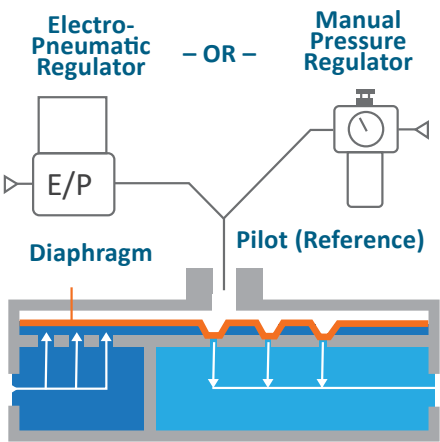 Electro-
Pneumatic
Regulator
– OR –
Manual
Pressure
Regulator
E/P
Diaphragm
Pilot (Reference)